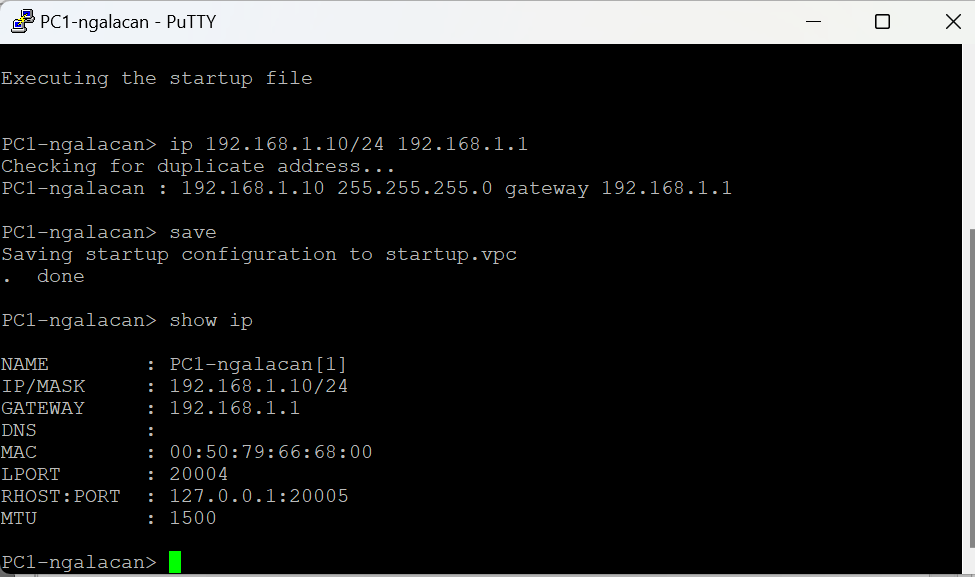 PC1-ngalacan - PuTTY
Executing the startup file
PC1-ngalacan> ip 192.168.1.10/24 192.168.1.1
Checking for duplicate address...
PC1-ngalacan : 192.168.1.10 255.255.255.0 gateway 192.168.1.1
PC1-ngalacan> save
Saving startup configuration to startup.vpc
.  done
PC1-ngalacan> show ip
NAME        : PC1-ngalacan[1]
IP/MASK     : 192.168.1.10/24
GATEWAY     : 192.168.1.1
DNS         :
MAC         : 00:50:79:66:68:00
LPORT       : 20004
RHOST:PORT  : 127.0.0.1:20005
MTU         : 1500
PC1-ngalacan>